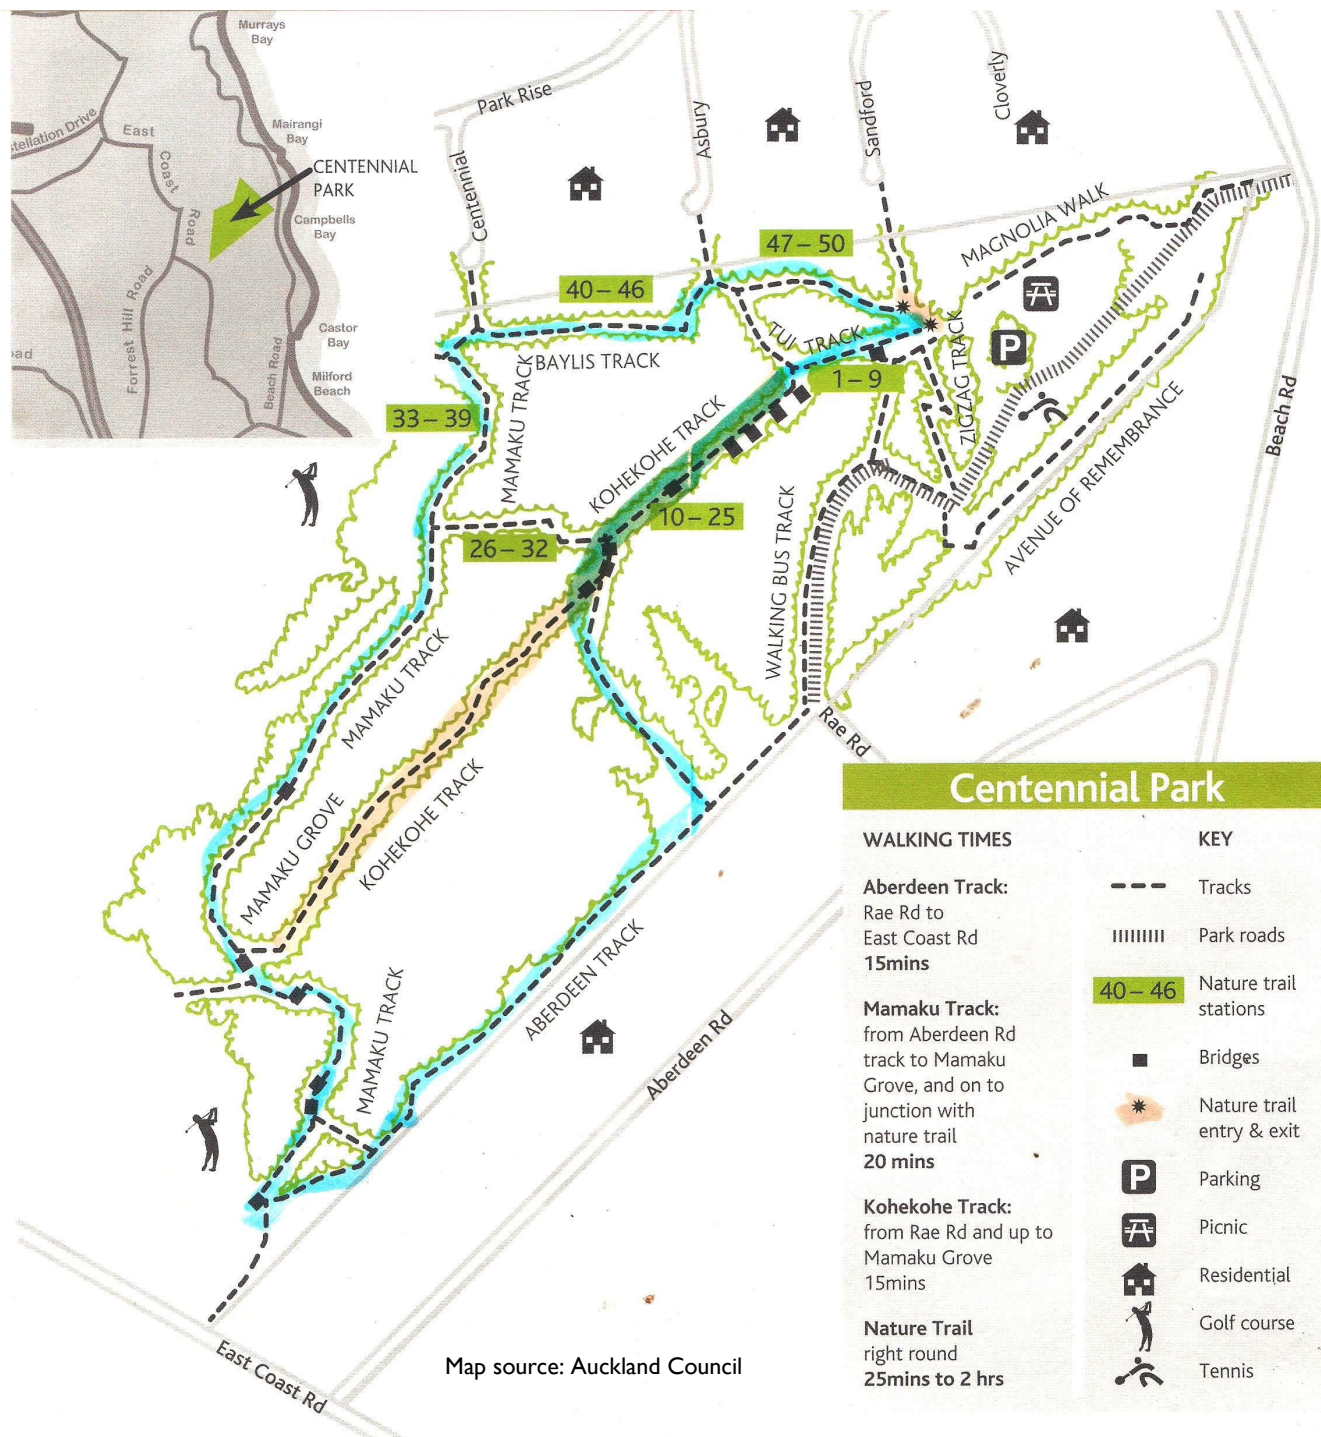 Murrays
Bay
stellation Drive
East
Coast
Road
Mairangi
Bay
CENTENNIAL
PARK
Campbells
Bay
Forrest Hill Road
Castor
Bay
Beach Road
Milford
Beach
oad
Park Rise
Centennial
Asbury
Sandford
Cloverly
MAGNOLIA WALK
47 – 50
40 – 46
TUI TRACK
BAYLIS TRACK
MAMAKU TRACK
1 – 9
ZIGZAG TRACK
P
33 – 39
KOHEKOHE TRACK
10 – 25
26 – 32
WALKING BUS TRACK
AVENUE OF REMEMBRANCE
Beach Rd
MAMAKU TRACK
Rae Rd
MAMAKU GROVE
KOHEKOHE TRACK
ABERDEEN TRACK
MAMAKU TRACK
Aberdeen Rd
East Coast Rd
Map source: Auckland Council
Centennial Park
WALKING TIMES
Aberdeen Track:
Rae Rd to
East Coast Rd
15mins
Mamaku Track:
from Aberdeen Rd
track to Mamaku
Grove, and on to
junction with
nature trail
20 mins
Kohekohe Track:
from Rae Rd and up to
Mamaku Grove
15mins
Nature Trail
right round
25mins to 2 hrs
KEY
Tracks
Park roads
40 – 46
Nature trail
stations
Bridges
Nature trail
entry & exit
P
Parking
Picnic
Residential
Golf course
Tennis